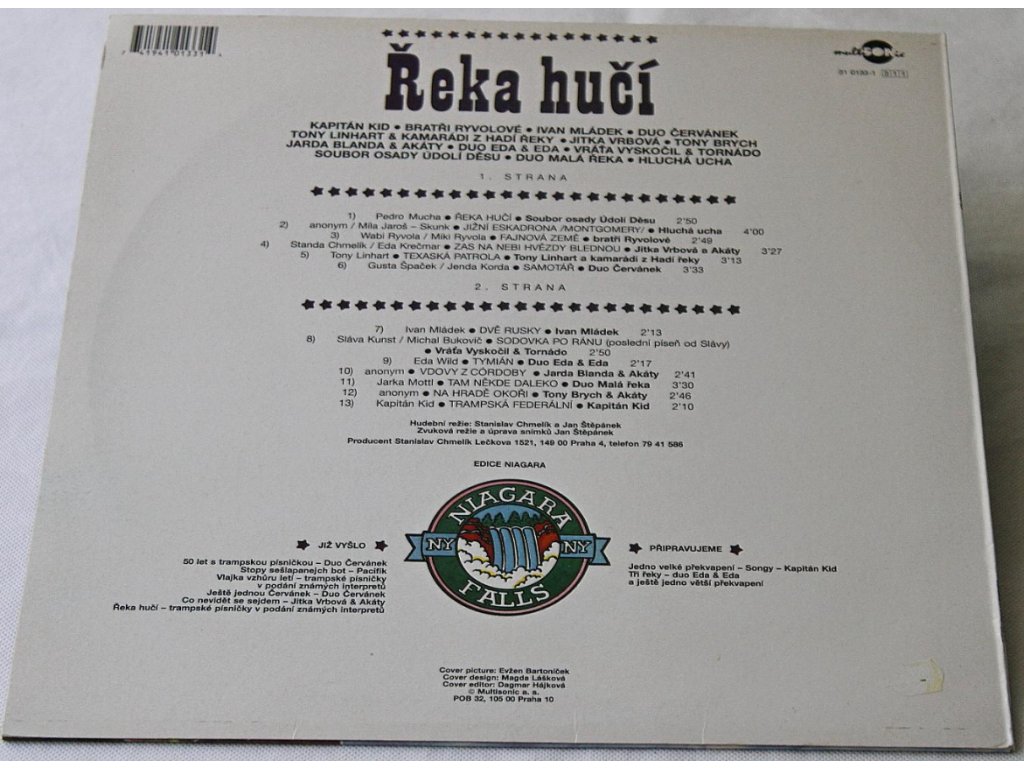 7 41941 01331 4
multiSONic
31 0133-1 311
Řeka hučí
KAPITÁN KID ● BRATŘI RYVOLOVÉ ● IVAN MLÁDEK ● DUO ČERVÁNEK
TONY LINHART & KAMARÁDI Z HADÍ ŘEKY ● JITKA VRBOVÁ ● TONY BRYCH
JARDA BLANDA & AKÁTY ● DUO EDA & EDA ● VRÁŤA VYSKOČIL & TORNÁDO
SOUBOR OSADY ÚDOLÍ DĚSU ● DUO MALÁ ŘEKA ● HLUCHÁ UCHA
1. STRANA
1) Pedro Mucha ● ŘEKA HUČÍ ● Soubor osady Údolí Děsu 2'50
2) anonym / Míla Jaroš – Skunk ● JIŽNÍ ESKADRONA /MONTGOMERY/ ● Hluchá ucha 4'00
3) Wabi Ryvola / Miki Ryvola ● FAJNOVÁ ZEMĚ ● bratři Ryvolové 2'49
4) Standa Chmelík / Eda Krečmar ● ZAS NA NEBI HVĚZDY BLEDNOU ● Jitka Vrbová a Akáty 3'27
5) Tony Linhart ● TEXASKÁ PATROLA ● Tony Linhart a kamarádi z Hadí řeky 3'13
6) Gusta Špaček / Jenda Korda ● SAMOTÁŘ ● Duo Červánek 3'33
2. STRANA
7) Ivan Mládek ● DVĚ RUSKY ● Ivan Mládek 2'13
8) Sláva Kunst / Michal Bukovič ● SODOVKA PO RÁNU (poslední píseň od Slávy)
● Vráťa Vyskočil & Tornádo 2'50
9) Eda Wild ● TYMIÁN ● Duo Eda & Eda 2'17
10) anonym ● VDOVY Z CÓRDOBY ● Jarda Blanda & Akáty 2'41
11) Jarka Mottl ● TAM NĚKDE DALEKO ● Duo Malá řeka 3'30
12) anonym ● NA HRADĚ OKOŘI ● Tony Brych & Akáty 2'46
13) Kapitán Kid ● TRAMPSKÁ FEDERÁLNÍ ● Kapitán Kid 2'10
Hudební režie: Stanislav Chmelík a Jan Štěpánek
Zvuková režie a úprava snímků Jan Štěpánek
Producent Stanislav Chmelík Lečkova 1521, 149 00 Praha 4, telefon 79 41 586
EDICE NIAGARA
NIAGARA
NY NY
FALLS
JIŽ VYŠLO
50 let s trampskou písničkou – Duo Červánek
Stopy sešlapanejch bot – Pacifik
Vlajka vzhůru letí – trampské písničky
v podání známých interpretů
Ještě jednou Červánek – Duo Červánek
Co nevidět se sejdem – Jitka Vrbová & Akáty
Řeka hučí – trampské písničky v podání známých interpretů
PŘIPRAVUJEME
Jedno velké překvapení – Songy – Kapitán Kid
Tři řeky – duo Eda & Eda
a ještě jedno větší překvapení
Cover picture: Evžen Bartoníček
Cover design: Magda Lášková
Cover editor: Dagmar Hájková
© Multisonic a. s.
POB 32, 105 00 Praha 10